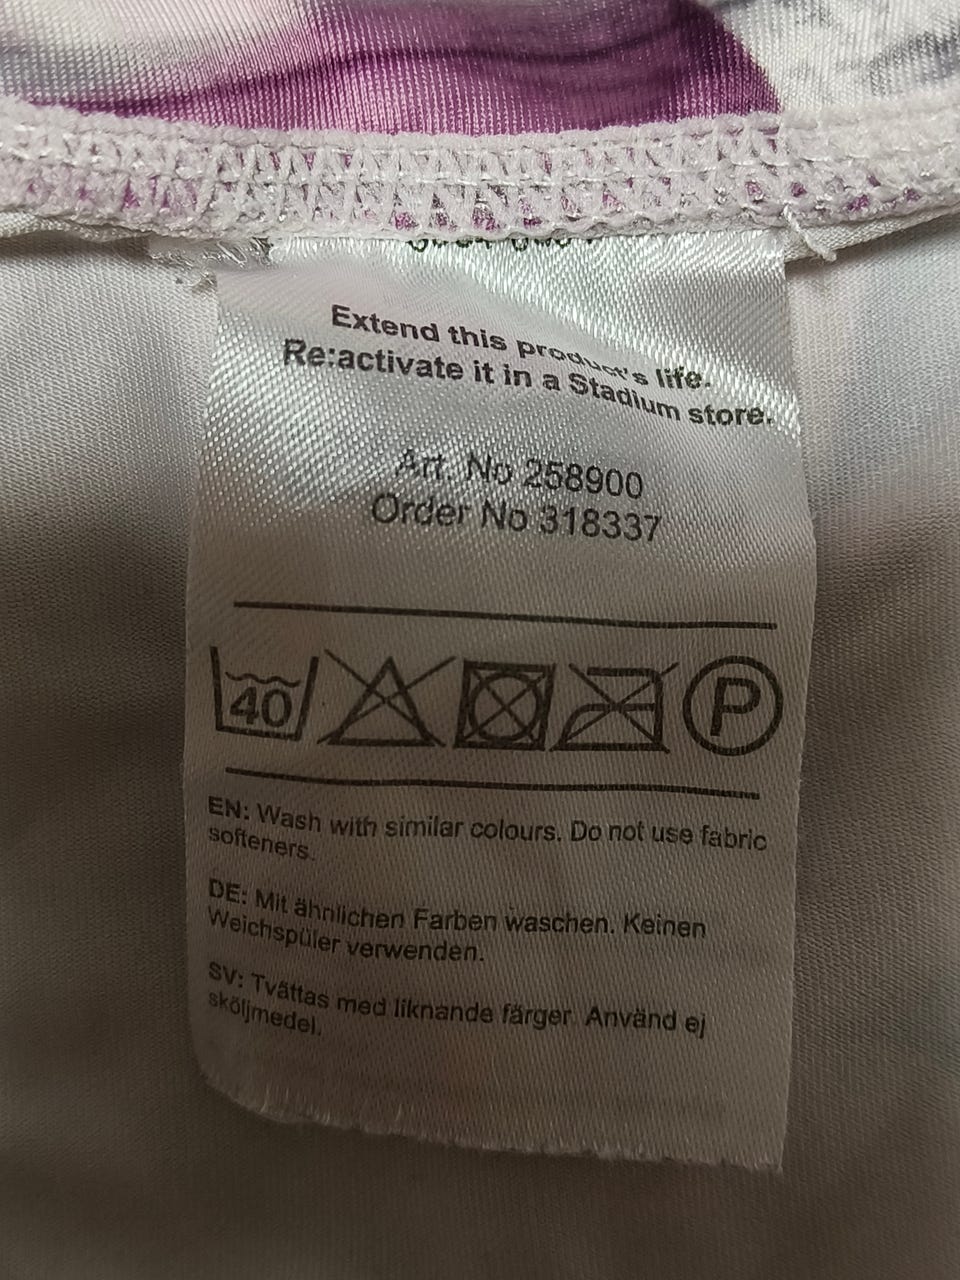 Extend this product's life.
Re:activate it in a Stadium store.
Art. No 258900
Order No 318337
40
P
EN: Wash with similar colours. Do not use fabric
softeners.
DE: Mit ähnlichen Farben waschen. Keinen
Weichspüler verwenden.
SV: Tvättas med liknande färger. Använd ej
sköljmedel.